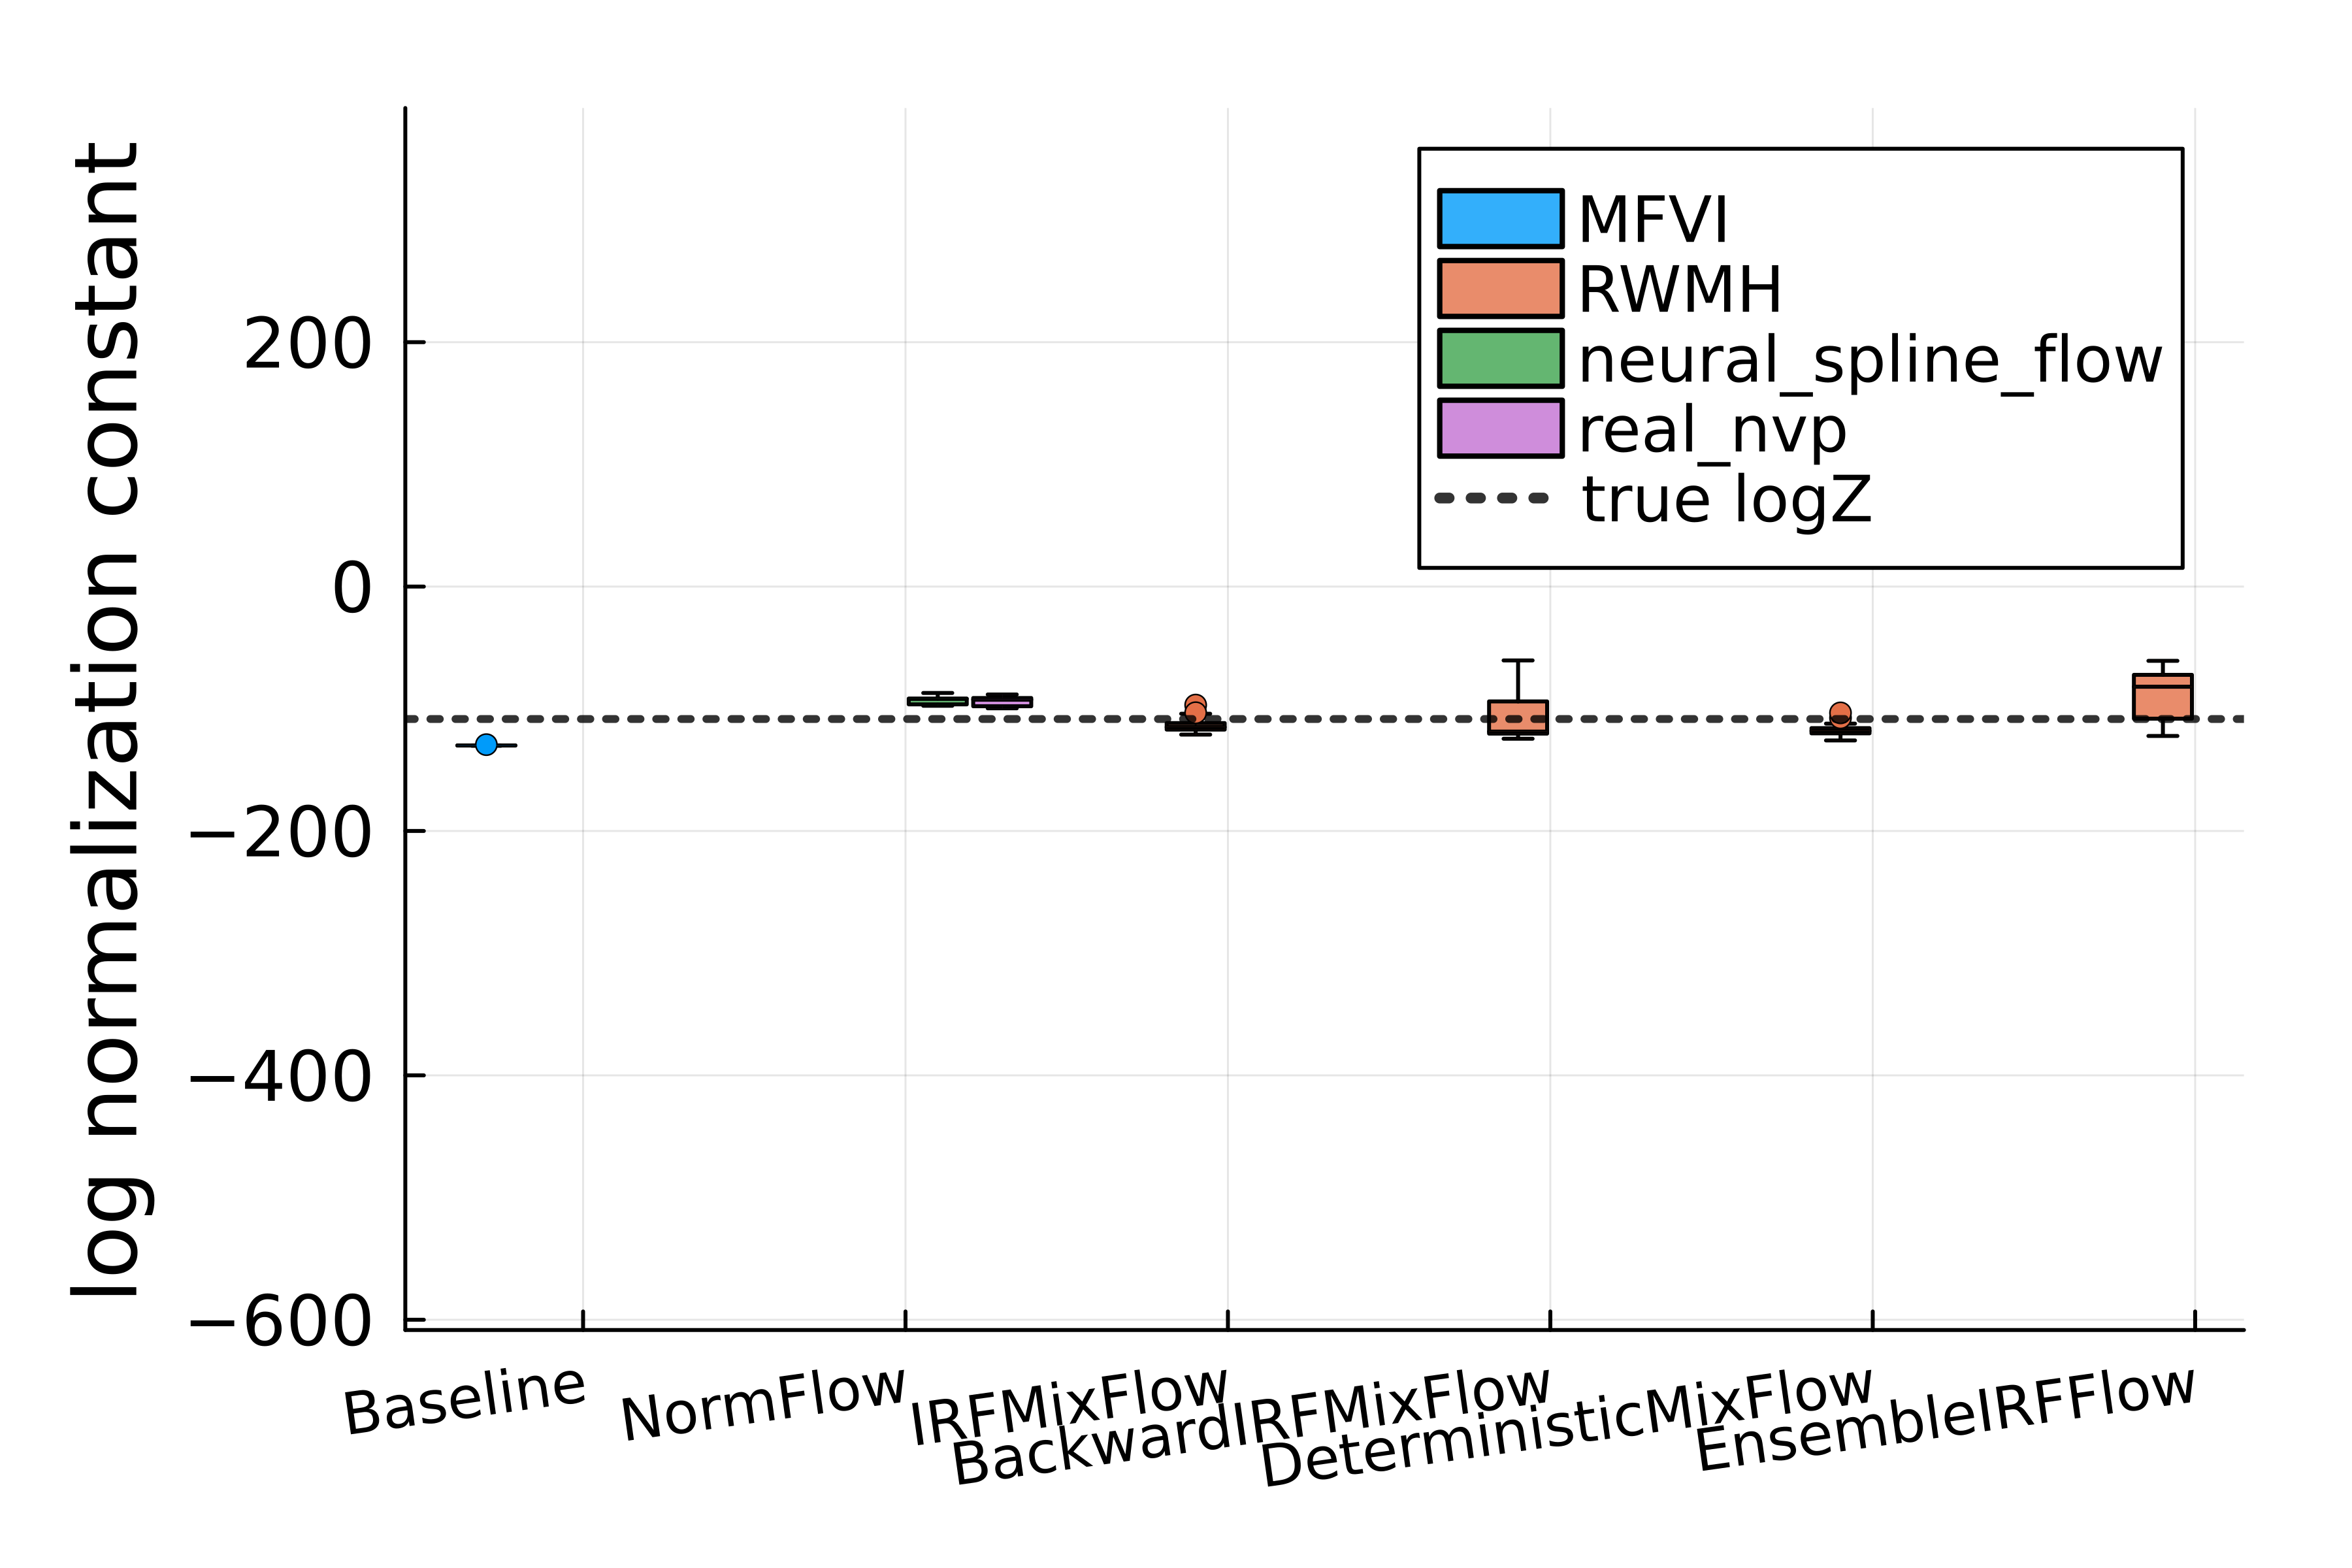 log normalization constant
200
0
−200
−400
−600
MFVI
RWMH
neural_spline_flow
real_nvp
true logZ
Baseline
NormFlow
IRFMixFlow
BackwardIRFMixFlow
DeterministicMixFlow
EnsembleIRFFlow